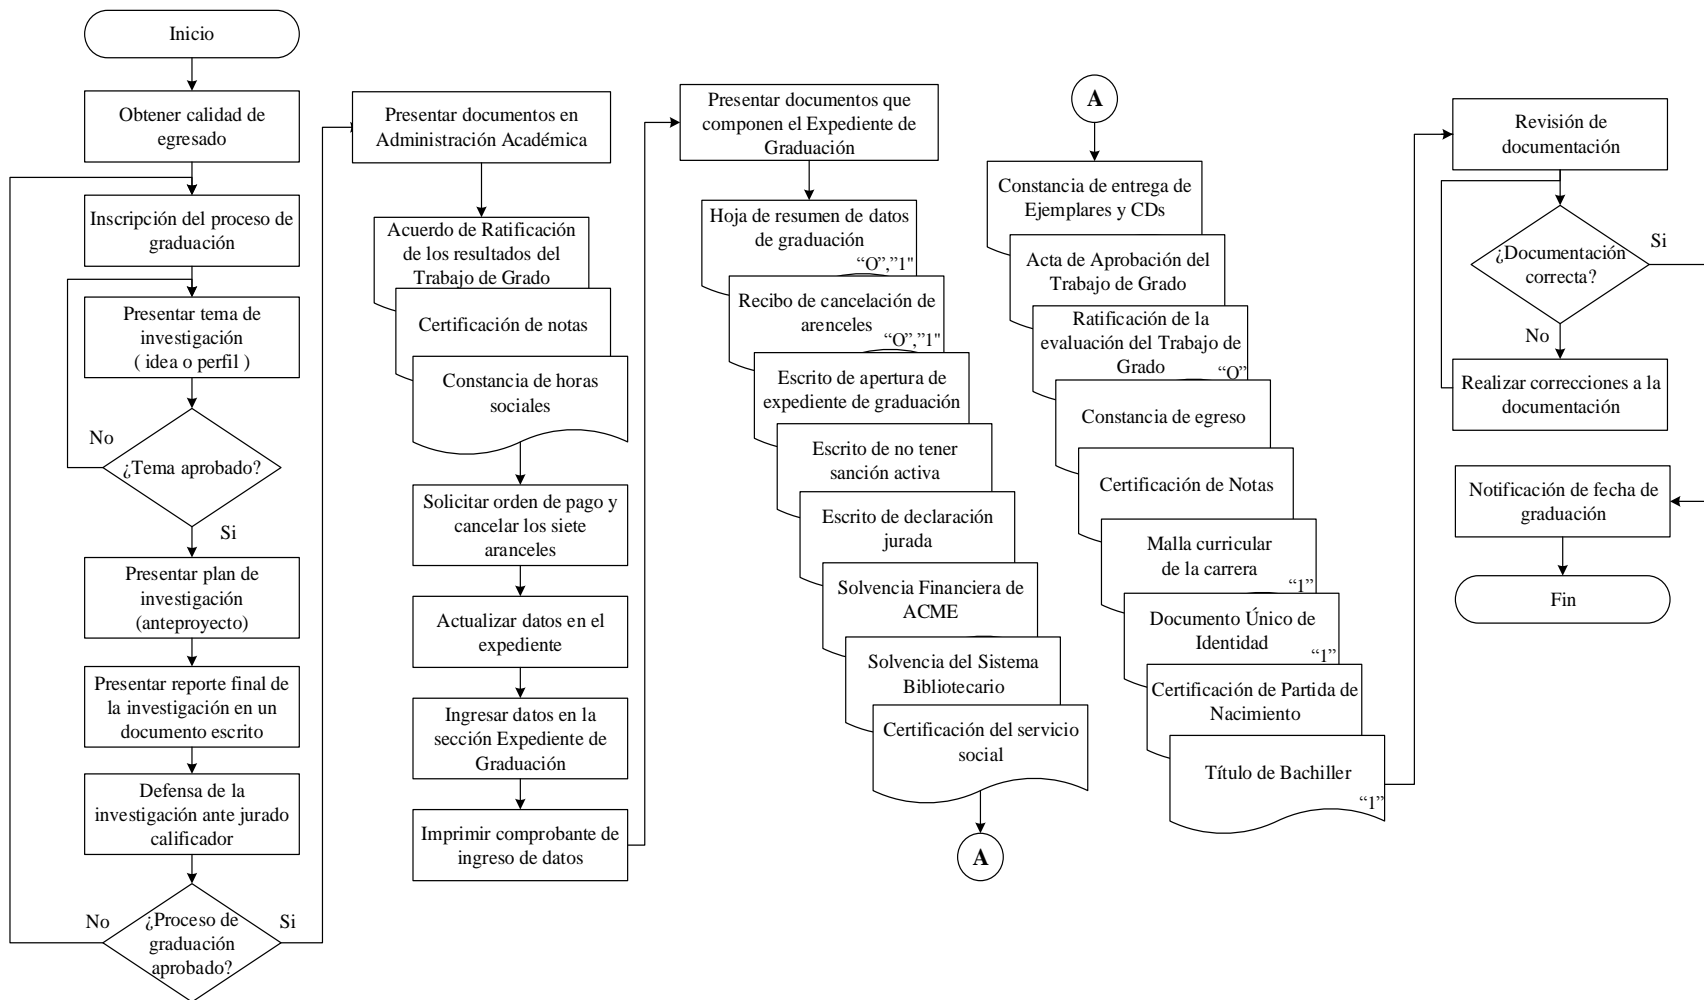 Inicio
Obtener calidad de
egresado
Inscripción del proceso de
graduación
Presentar tema de
investigación
( idea o perfil )
No
¿Tema aprobado?
Si
Presentar plan de
investigación
(anteproyecto)
Presentar reporte final de
la investigación en un
documento escrito
Defensa de la
investigación ante jurado
calificador
No
Si
¿Proceso de
graduación
aprobado?
Presentar documentos en
Administración Académica
Acuerdo de Ratificación
de los resultados del
Trabajo de Grado
Certificación de notas
Constancia de horas
sociales
Solicitar orden de pago y
cancelar los siete
aranceles
Actualizar datos en el
expediente
Ingresar datos en la
sección Expediente de
Graduación
Imprimir comprobante de
ingreso de datos
Presentar documentos que
componen el Expediente de
Graduación
Hoja de resumen de datos
de graduación
“O”,”1"
Recibo de cancelación de
arenceles
“O”,”1"
Escrito de apertura de
expediente de graduación
Escrito de no tener
sanción activa
Escrito de declaración
jurada
Solvencia Financiera de
ACME
Solvencia del Sistema
Bibliotecario
Certificación del servicio
social
A
A
Constancia de entrega de
Ejemplares y CDs
Acta de Aprobación del
Trabajo de Grado
Ratificación de la
evaluación del Trabajo de
Grado
“O”
Constancia de egreso
Certificación de Notas
Malla curricular
de la carrera
“1”
Documento Único de
Identidad
“1”
Certificación de Partida de
Nacimiento
Título de Bachiller
“1”
Revisión de
documentación
¿Documentación
correcta?
Si
No
Realizar correcciones a la
documentación
Notificación de fecha de
graduación
Fin